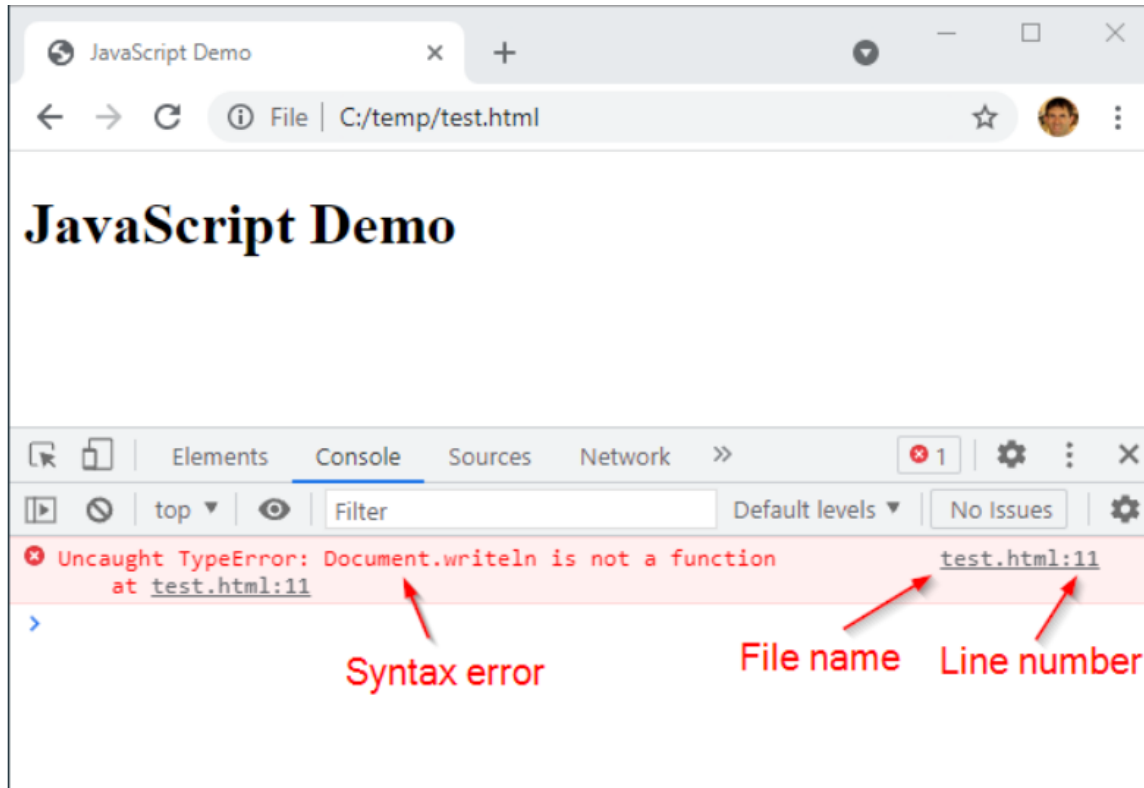 JavaScript Demo
File C:/temp/test.html
JavaScript Demo
Elements Console Sources Network 1
top Filter Default levels No Issues
Uncaught TypeError: Document.writeln is not a function test.html:11
at test.html:11
Syntax error File name Line number